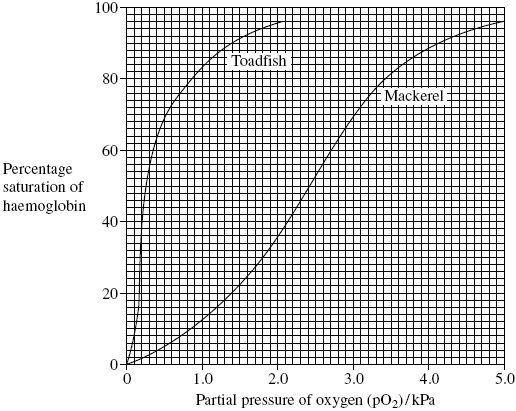 100
80
60
40
20
0
Percentage
saturation of
haemoglobin
Toadfish
Mackerel
0 1.0 2.0 3.0 4.0 5.0
Partial pressure of oxygen (pO₂)/kPa